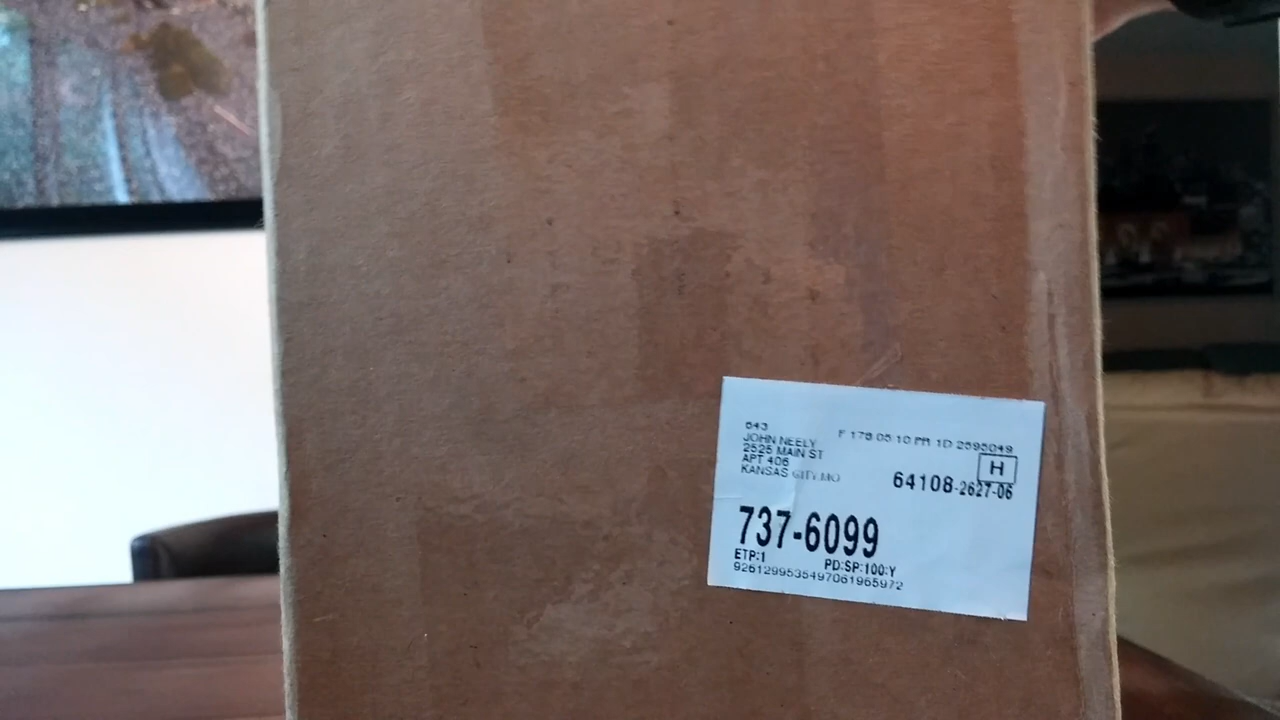 643
JOHN NEELY
2525 MAIN ST
APT 406
KANSAS CITY,MO
F 178 05 10 PM 1D 2595049
H
64108-2627-06
737-6099
ETP:1
PD:SP:100:Y
9261299535497061965972